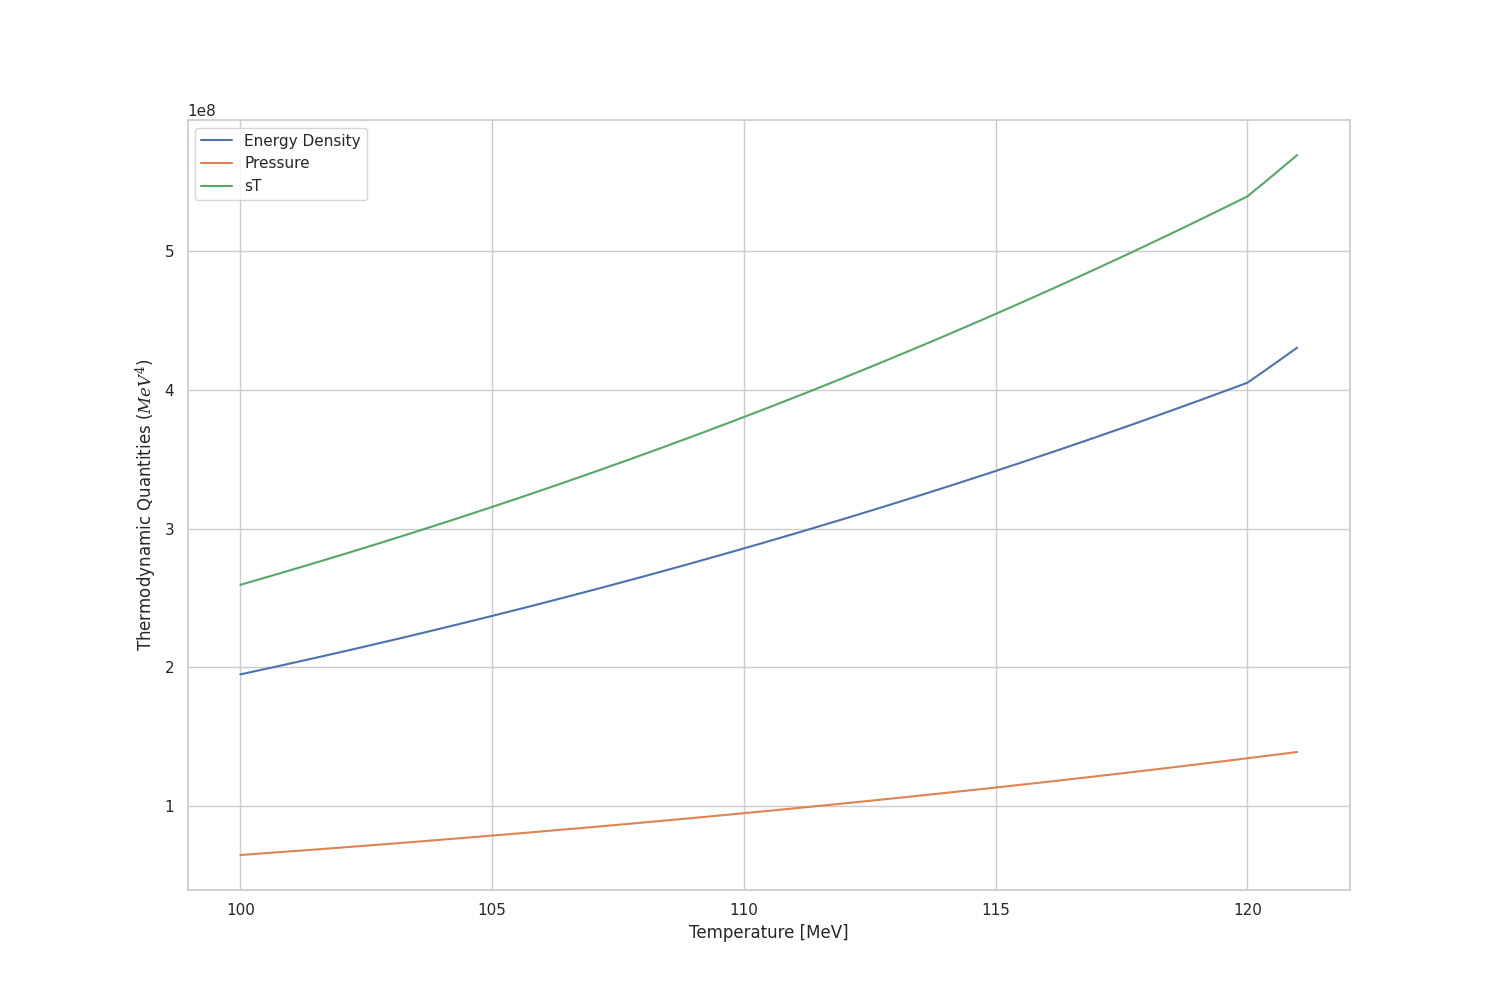 1e8
Energy Density
Pressure
sT
5
4
3
2
1
Thermodynamic Quantities (MeV⁴)
100 105 110 115 120
Temperature [MeV]